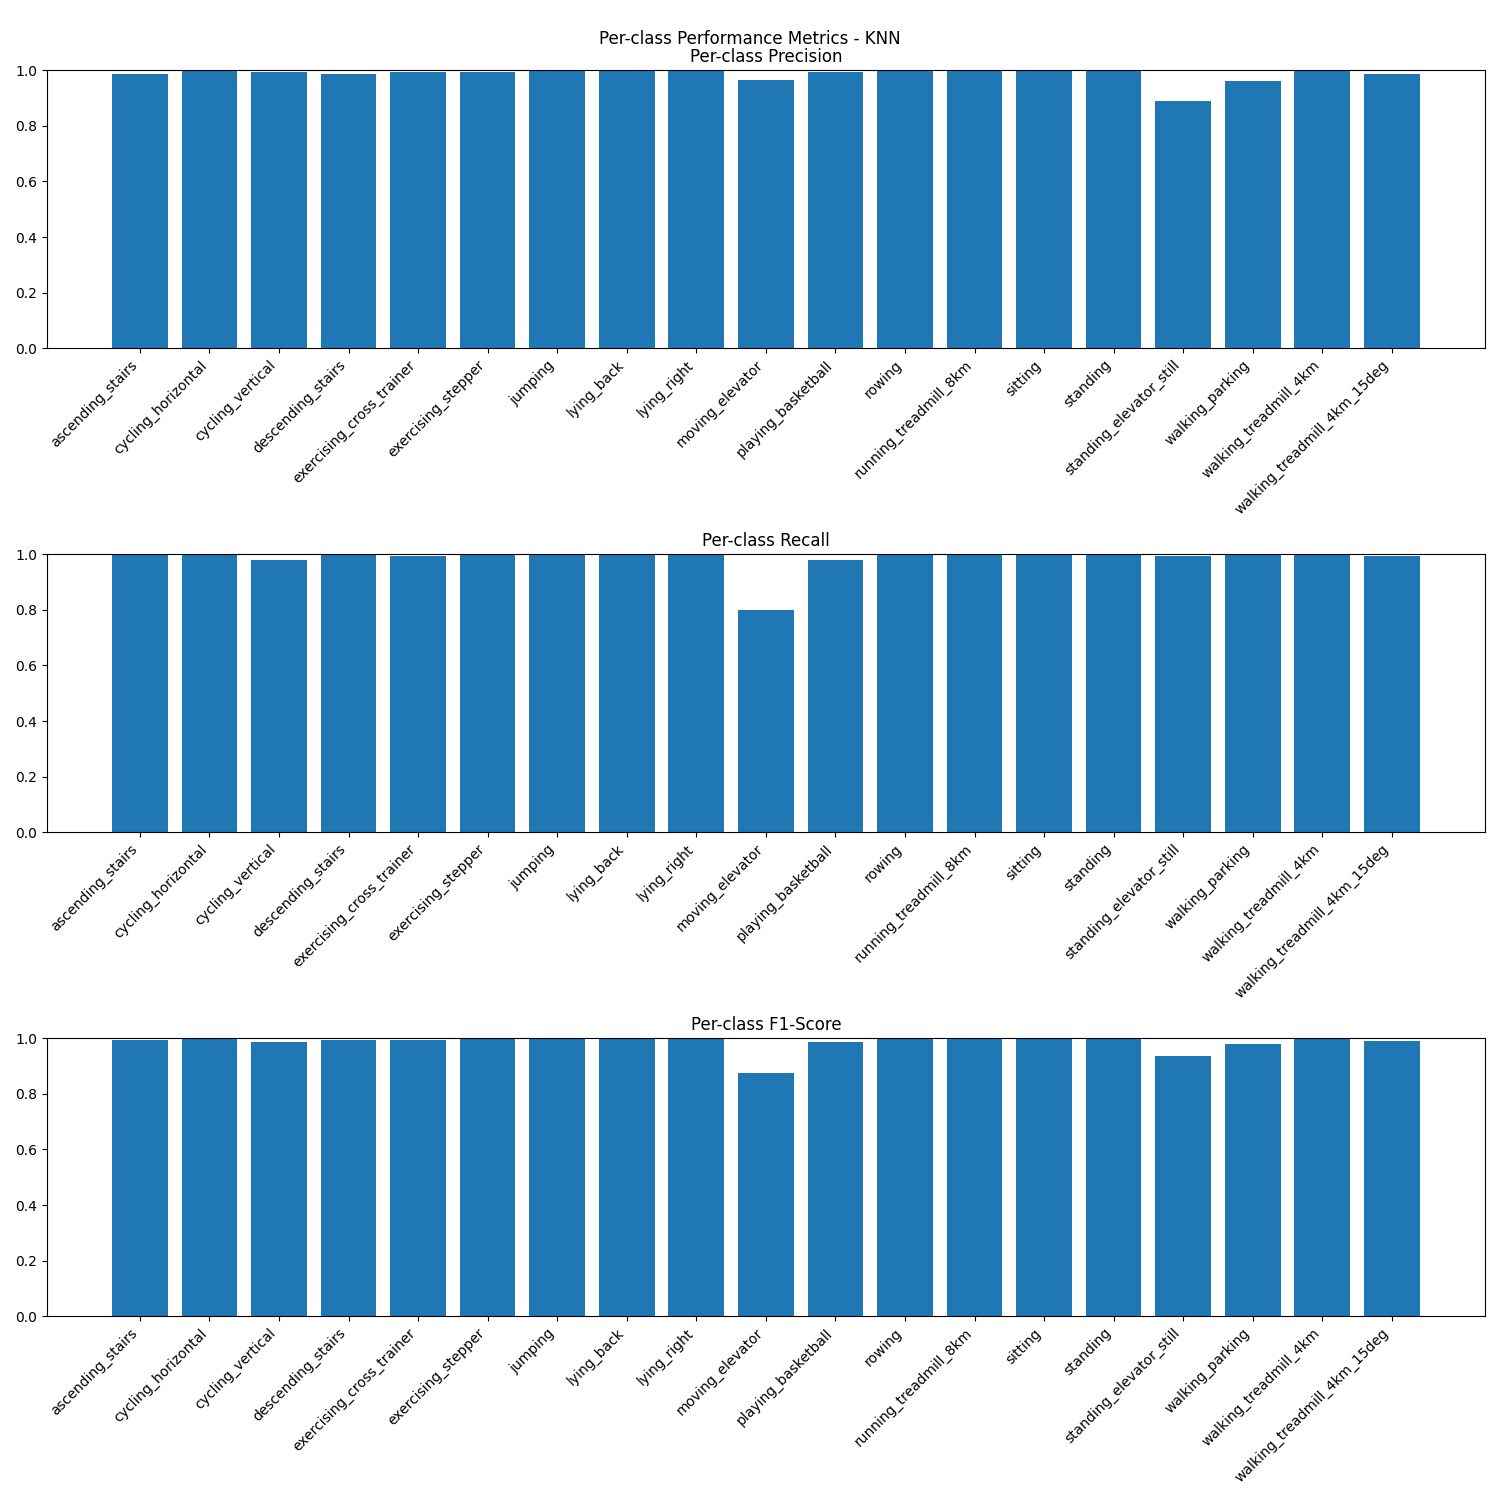 Per-class Performance Metrics - KNN
Per-class Precision
1.0
0.8
0.6
0.4
0.2
0.0
ascending_stairs
cycling_horizontal
cycling_vertical
descending_stairs
exercising_cross_trainer
exercising_stepper
jumping
lying_back
lying_right
moving_elevator
playing_basketball
rowing
running_treadmill_8km
sitting
standing
standing_elevator_still
walking_parking
walking_treadmill_4km
walking_treadmill_4km_15deg
Per-class Recall
1.0
0.8
0.6
0.4
0.2
0.0
ascending_stairs
cycling_horizontal
cycling_vertical
descending_stairs
exercising_cross_trainer
exercising_stepper
jumping
lying_back
lying_right
moving_elevator
playing_basketball
rowing
running_treadmill_8km
sitting
standing
standing_elevator_still
walking_parking
walking_treadmill_4km
walking_treadmill_4km_15deg
Per-class F1-Score
1.0
0.8
0.6
0.4
0.2
0.0
ascending_stairs
cycling_horizontal
cycling_vertical
descending_stairs
exercising_cross_trainer
exercising_stepper
jumping
lying_back
lying_right
moving_elevator
playing_basketball
rowing
running_treadmill_8km
sitting
standing
standing_elevator_still
walking_parking
walking_treadmill_4km
walking_treadmill_4km_15deg